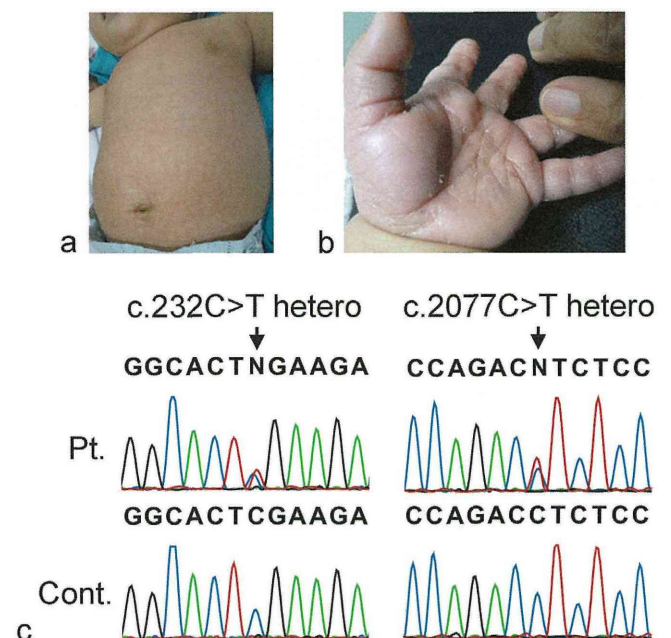 a
b
c.232C>T hetero
c.2077C>T hetero
GGCACTNGAAGA
CCAGACNTCTCC
Pt.
GGCACTCGAAGA
CCAGACCTCTCC
Cont.
c